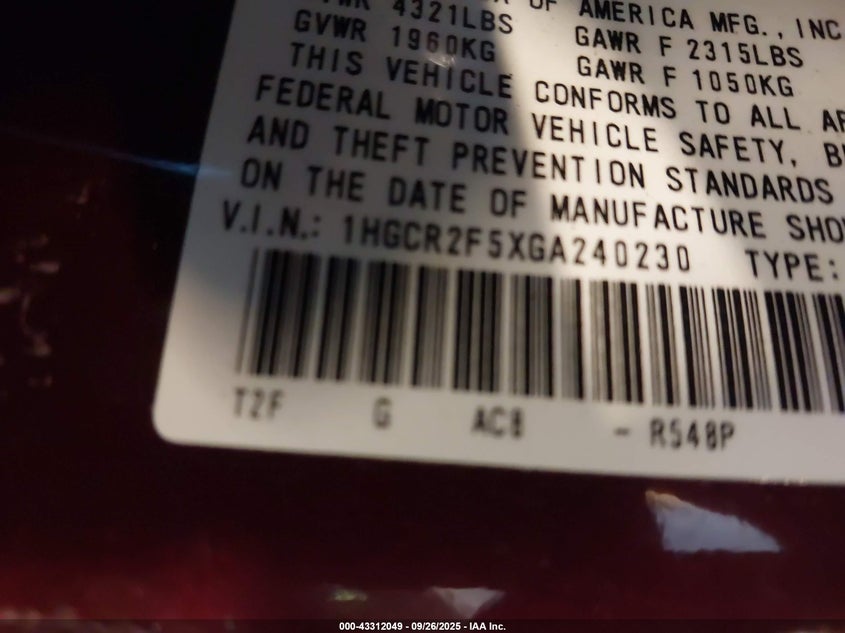 OF AMERICA MFG., INC
4321LBS GAWR F 2315LBS
GVWR 1960KG GAWR F 1050KG
THIS VEHICLE CONFORMS TO ALL
FEDERAL MOTOR VEHICLE SAFETY,
AND THEFT PREVENTION STANDARDS
ON THE DATE OF MANUFACTURE
V.I.N.: 1HGCR2F5XGA240230 TYPE:
T2F G AC8 - R548P
000-43312049 - 09/26/2025 - IAA Inc.